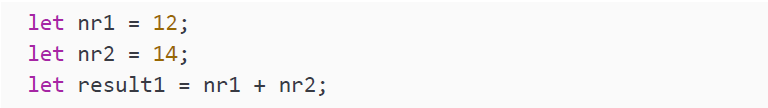 let nr1 = 12;
let nr2 = 14;
let result1 = nr1 + nr2;